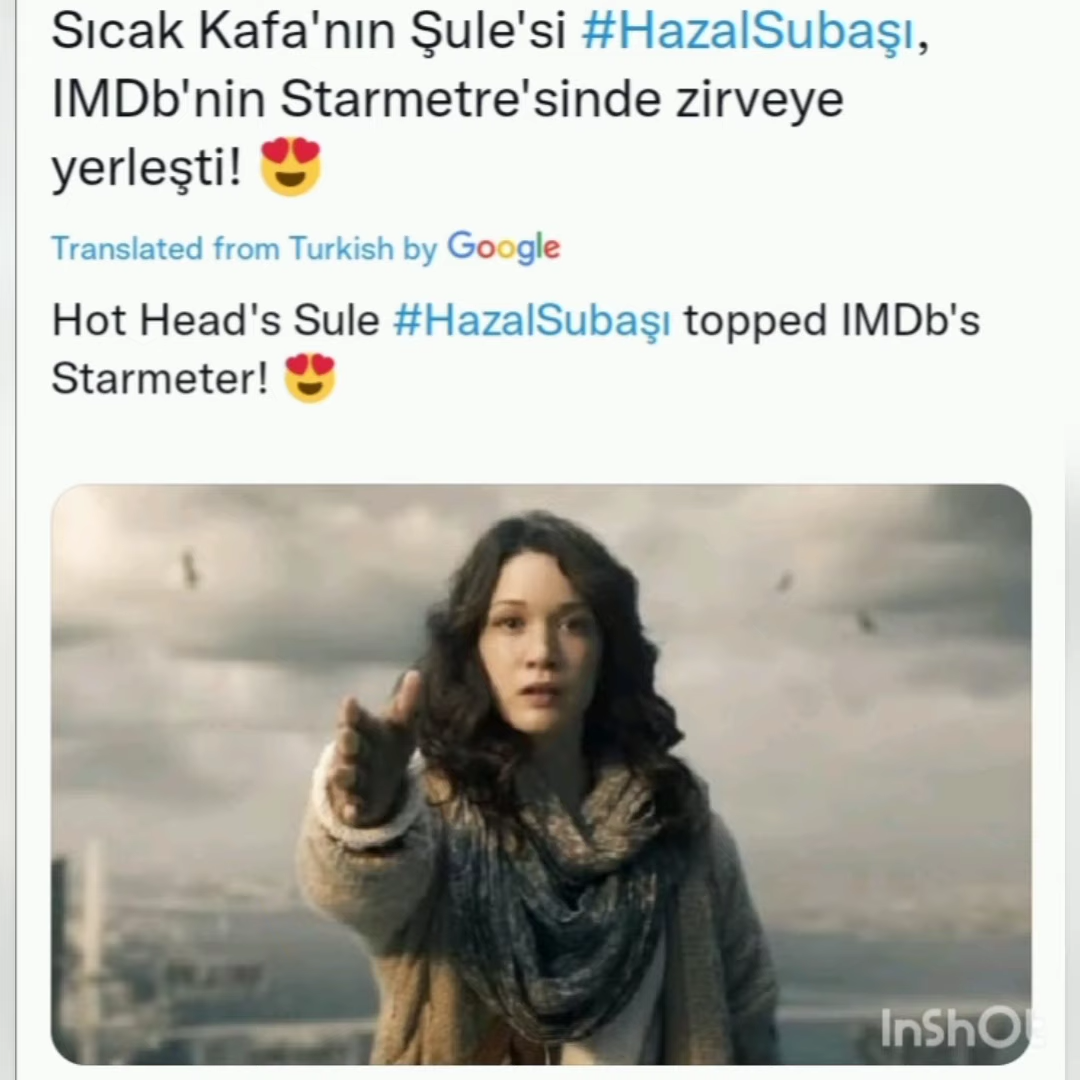 Sıcak Kafa'nın Şule'si #HazalSubaşı,
IMDb'nin Starmetre'sinde zirveye
yerleşti! 😍
Translated from Turkish by Google
Hot Head's Sule #HazalSubaşı topped IMDb's
Starmeter! 😍
InShOt